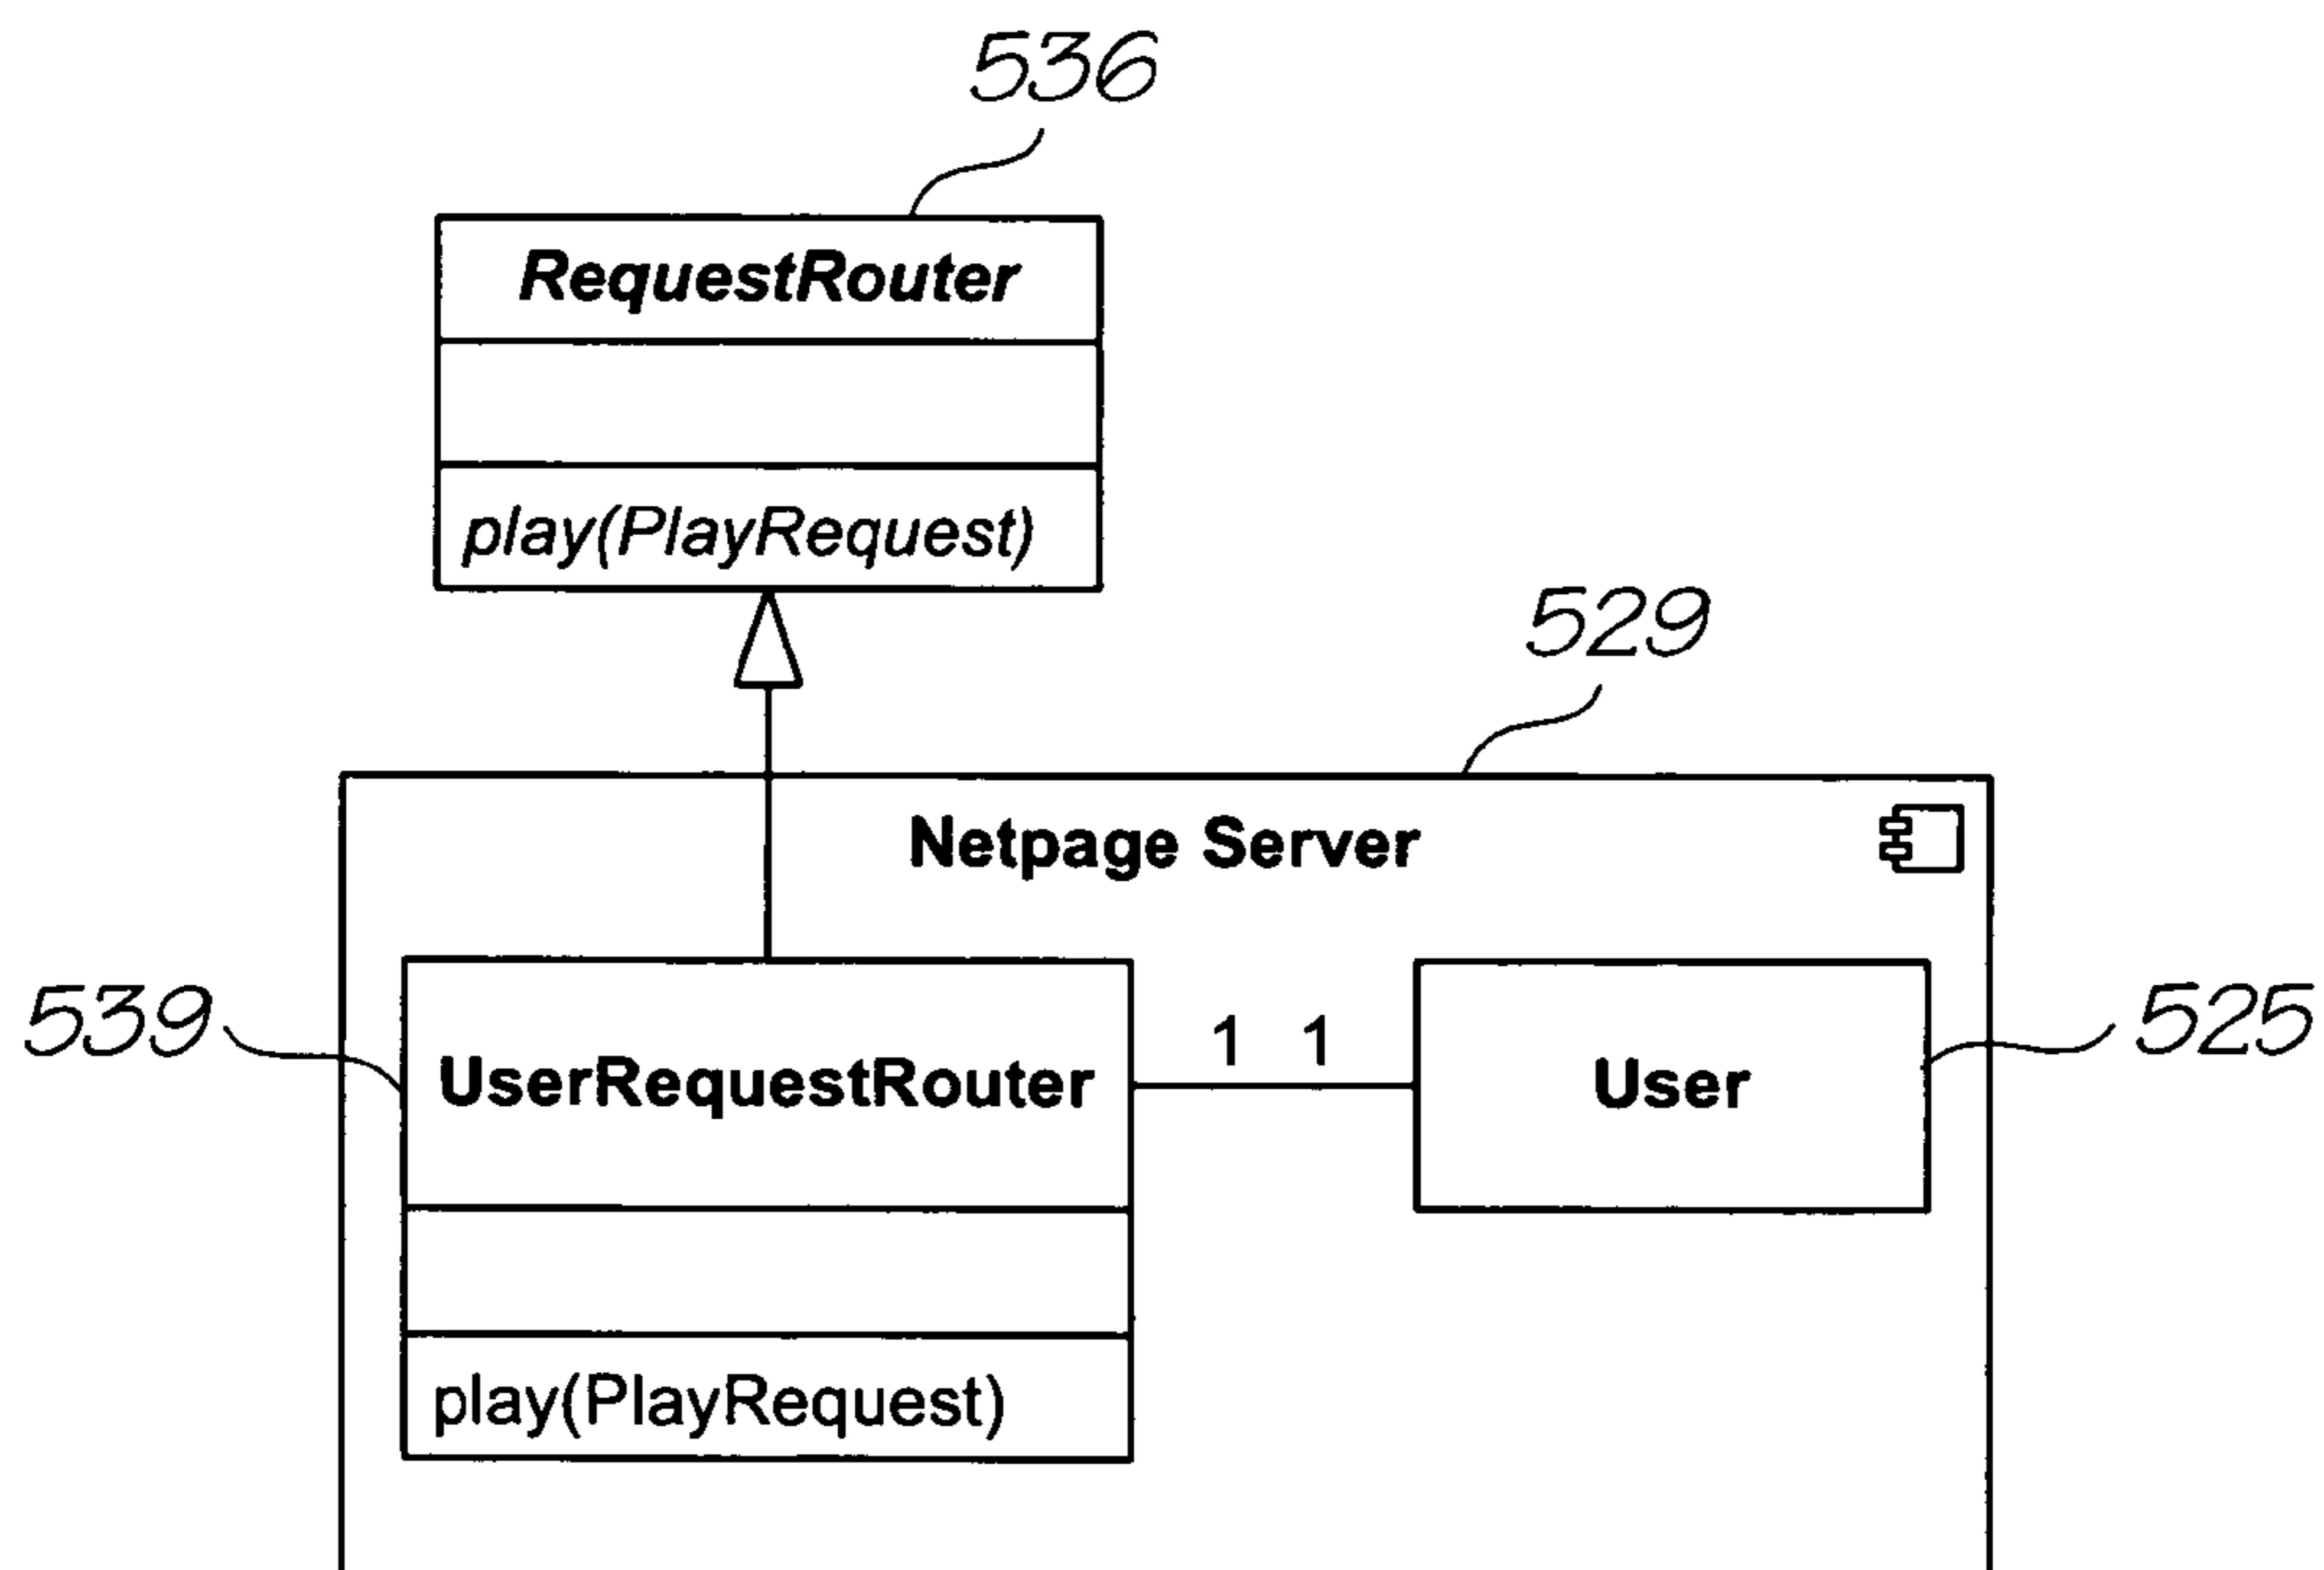 536
RequestRouter
play(PlayRequest)
529
Netpage Server
539
UserRequestRouter
1 1
User
525
play(PlayRequest)